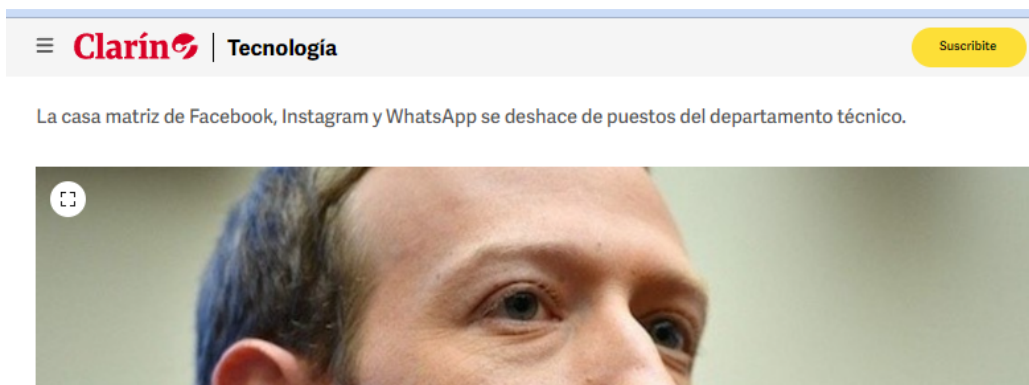 Clarín | Tecnología
Suscribite
La casa matriz de Facebook, Instagram y WhatsApp se deshace de puestos del departamento técnico.